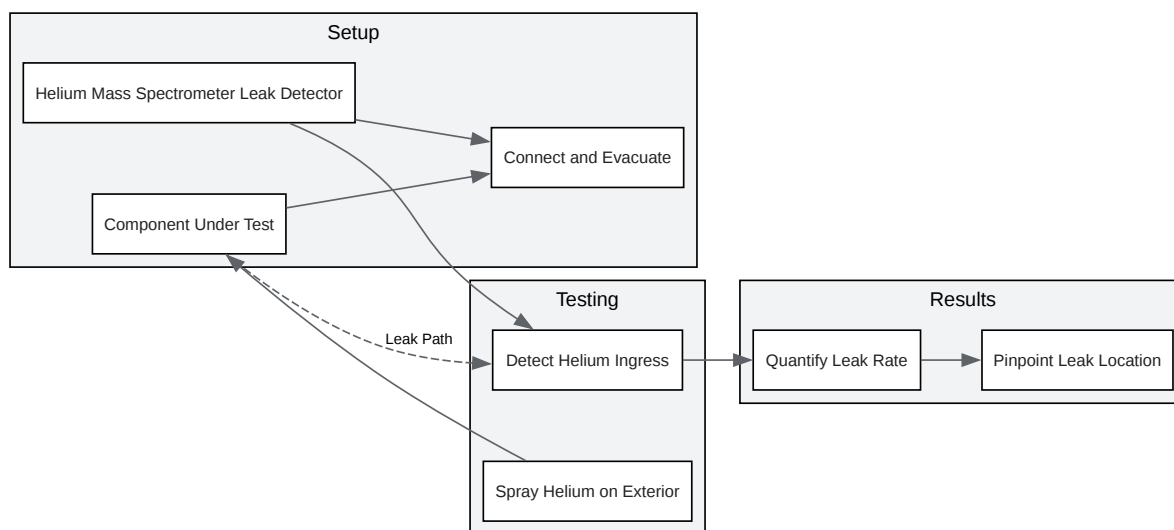 Setup
Helium Mass Spectrometer Leak Detector
Connect and Evacuate
Component Under Test
Testing
Results
Leak Path
Detect Helium Ingress
Quantify Leak Rate
Pinpoint Leak Location
Spray Helium on Exterior